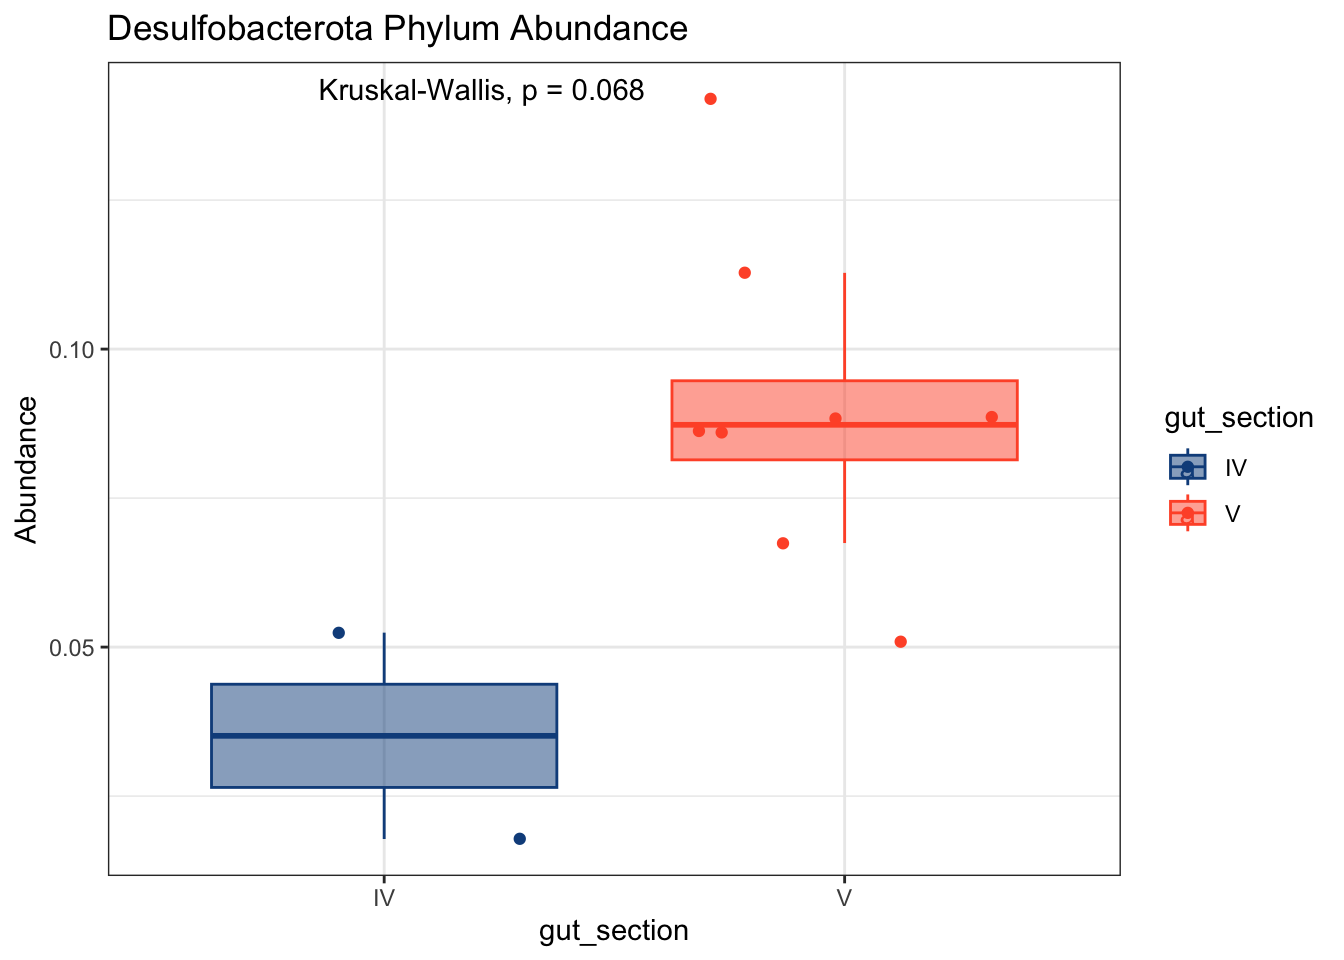 Desulfobacterota Phylum Abundance
Kruskal-Wallis, p = 0.068
0.10
0.05
Abundance
IV
V
gut_section
gut_section
IV
V